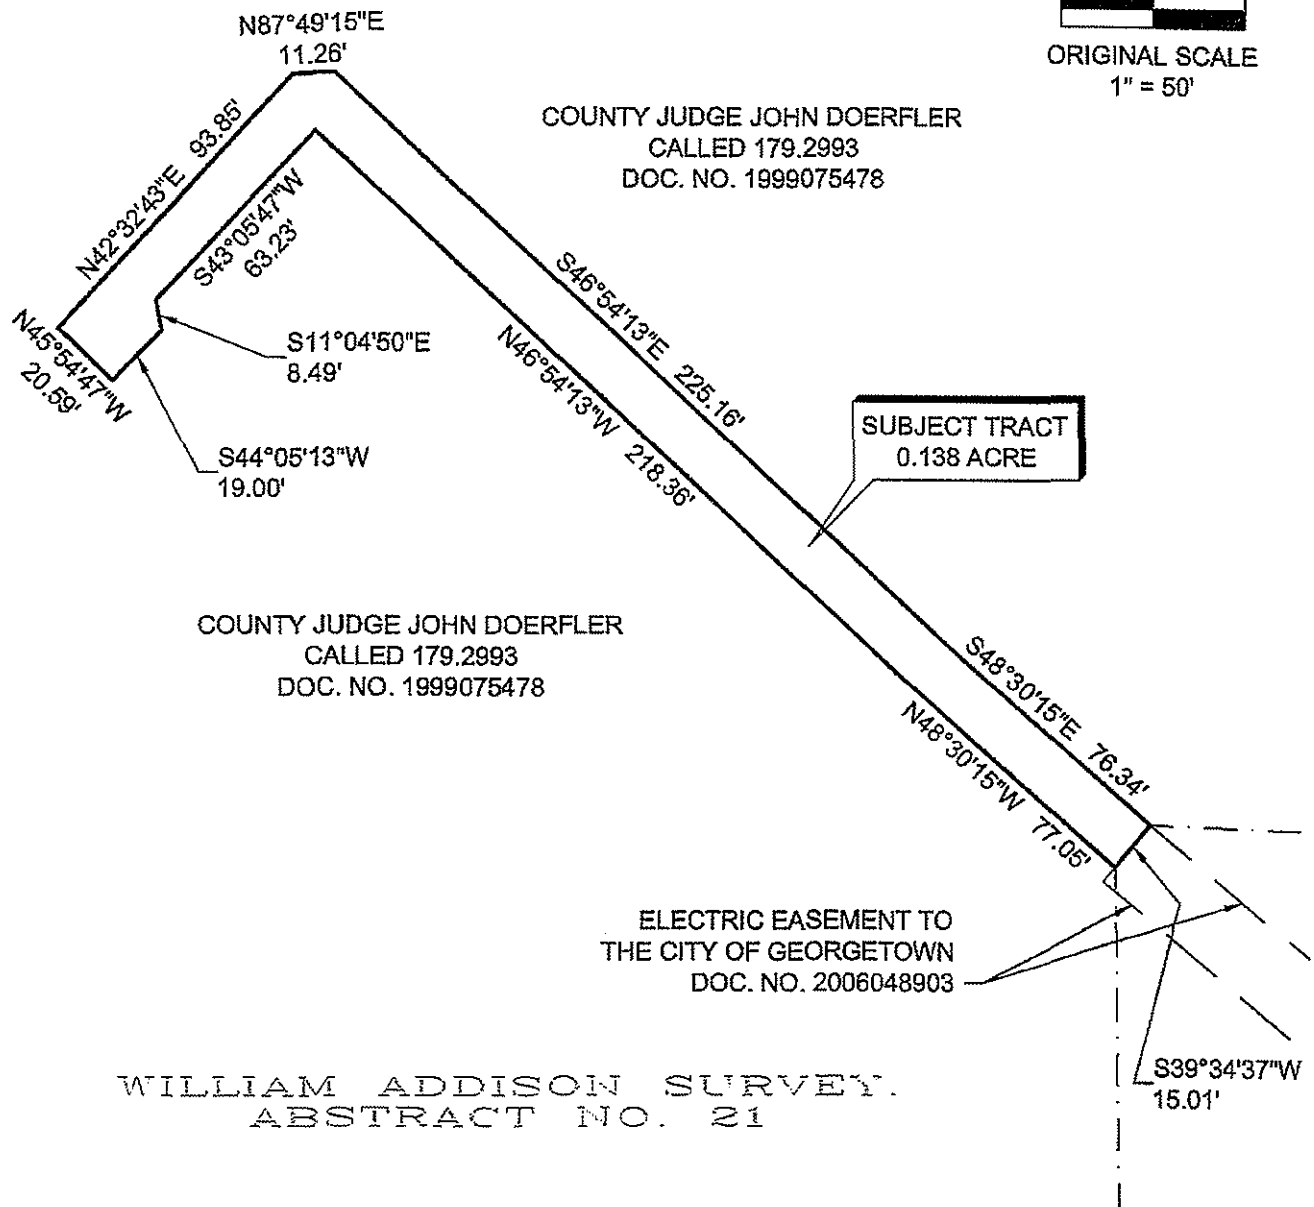 N87°49'15"E
11.26'
ORIGINAL SCALE
1" = 50'
COUNTY JUDGE JOHN DOERFLER
CALLED 179.2993
DOC. NO. 1999075478
N42°32'43"E 93.85'
S43°05'47"W
63.23'
S46°54'13"E 225.16'
N45°54'47"W
20.59'
S11°04'50"E
8.49'
N46°54'13"W 218.36'
SUBJECT TRACT
0.138 ACRE
S44°05'13"W
19.00'
COUNTY JUDGE JOHN DOERFLER
CALLED 179.2993
DOC. NO. 1999075478
S48°30'15"E 76.34'
N48°30'15"W 77.05'
ELECTRIC EASEMENT TO
THE CITY OF GEORGETOWN
DOC. NO. 2006048903
S39°34'37"W
15.01'
WILLIAM ADDISON SURVEY.
ABSTRACT NO. 21